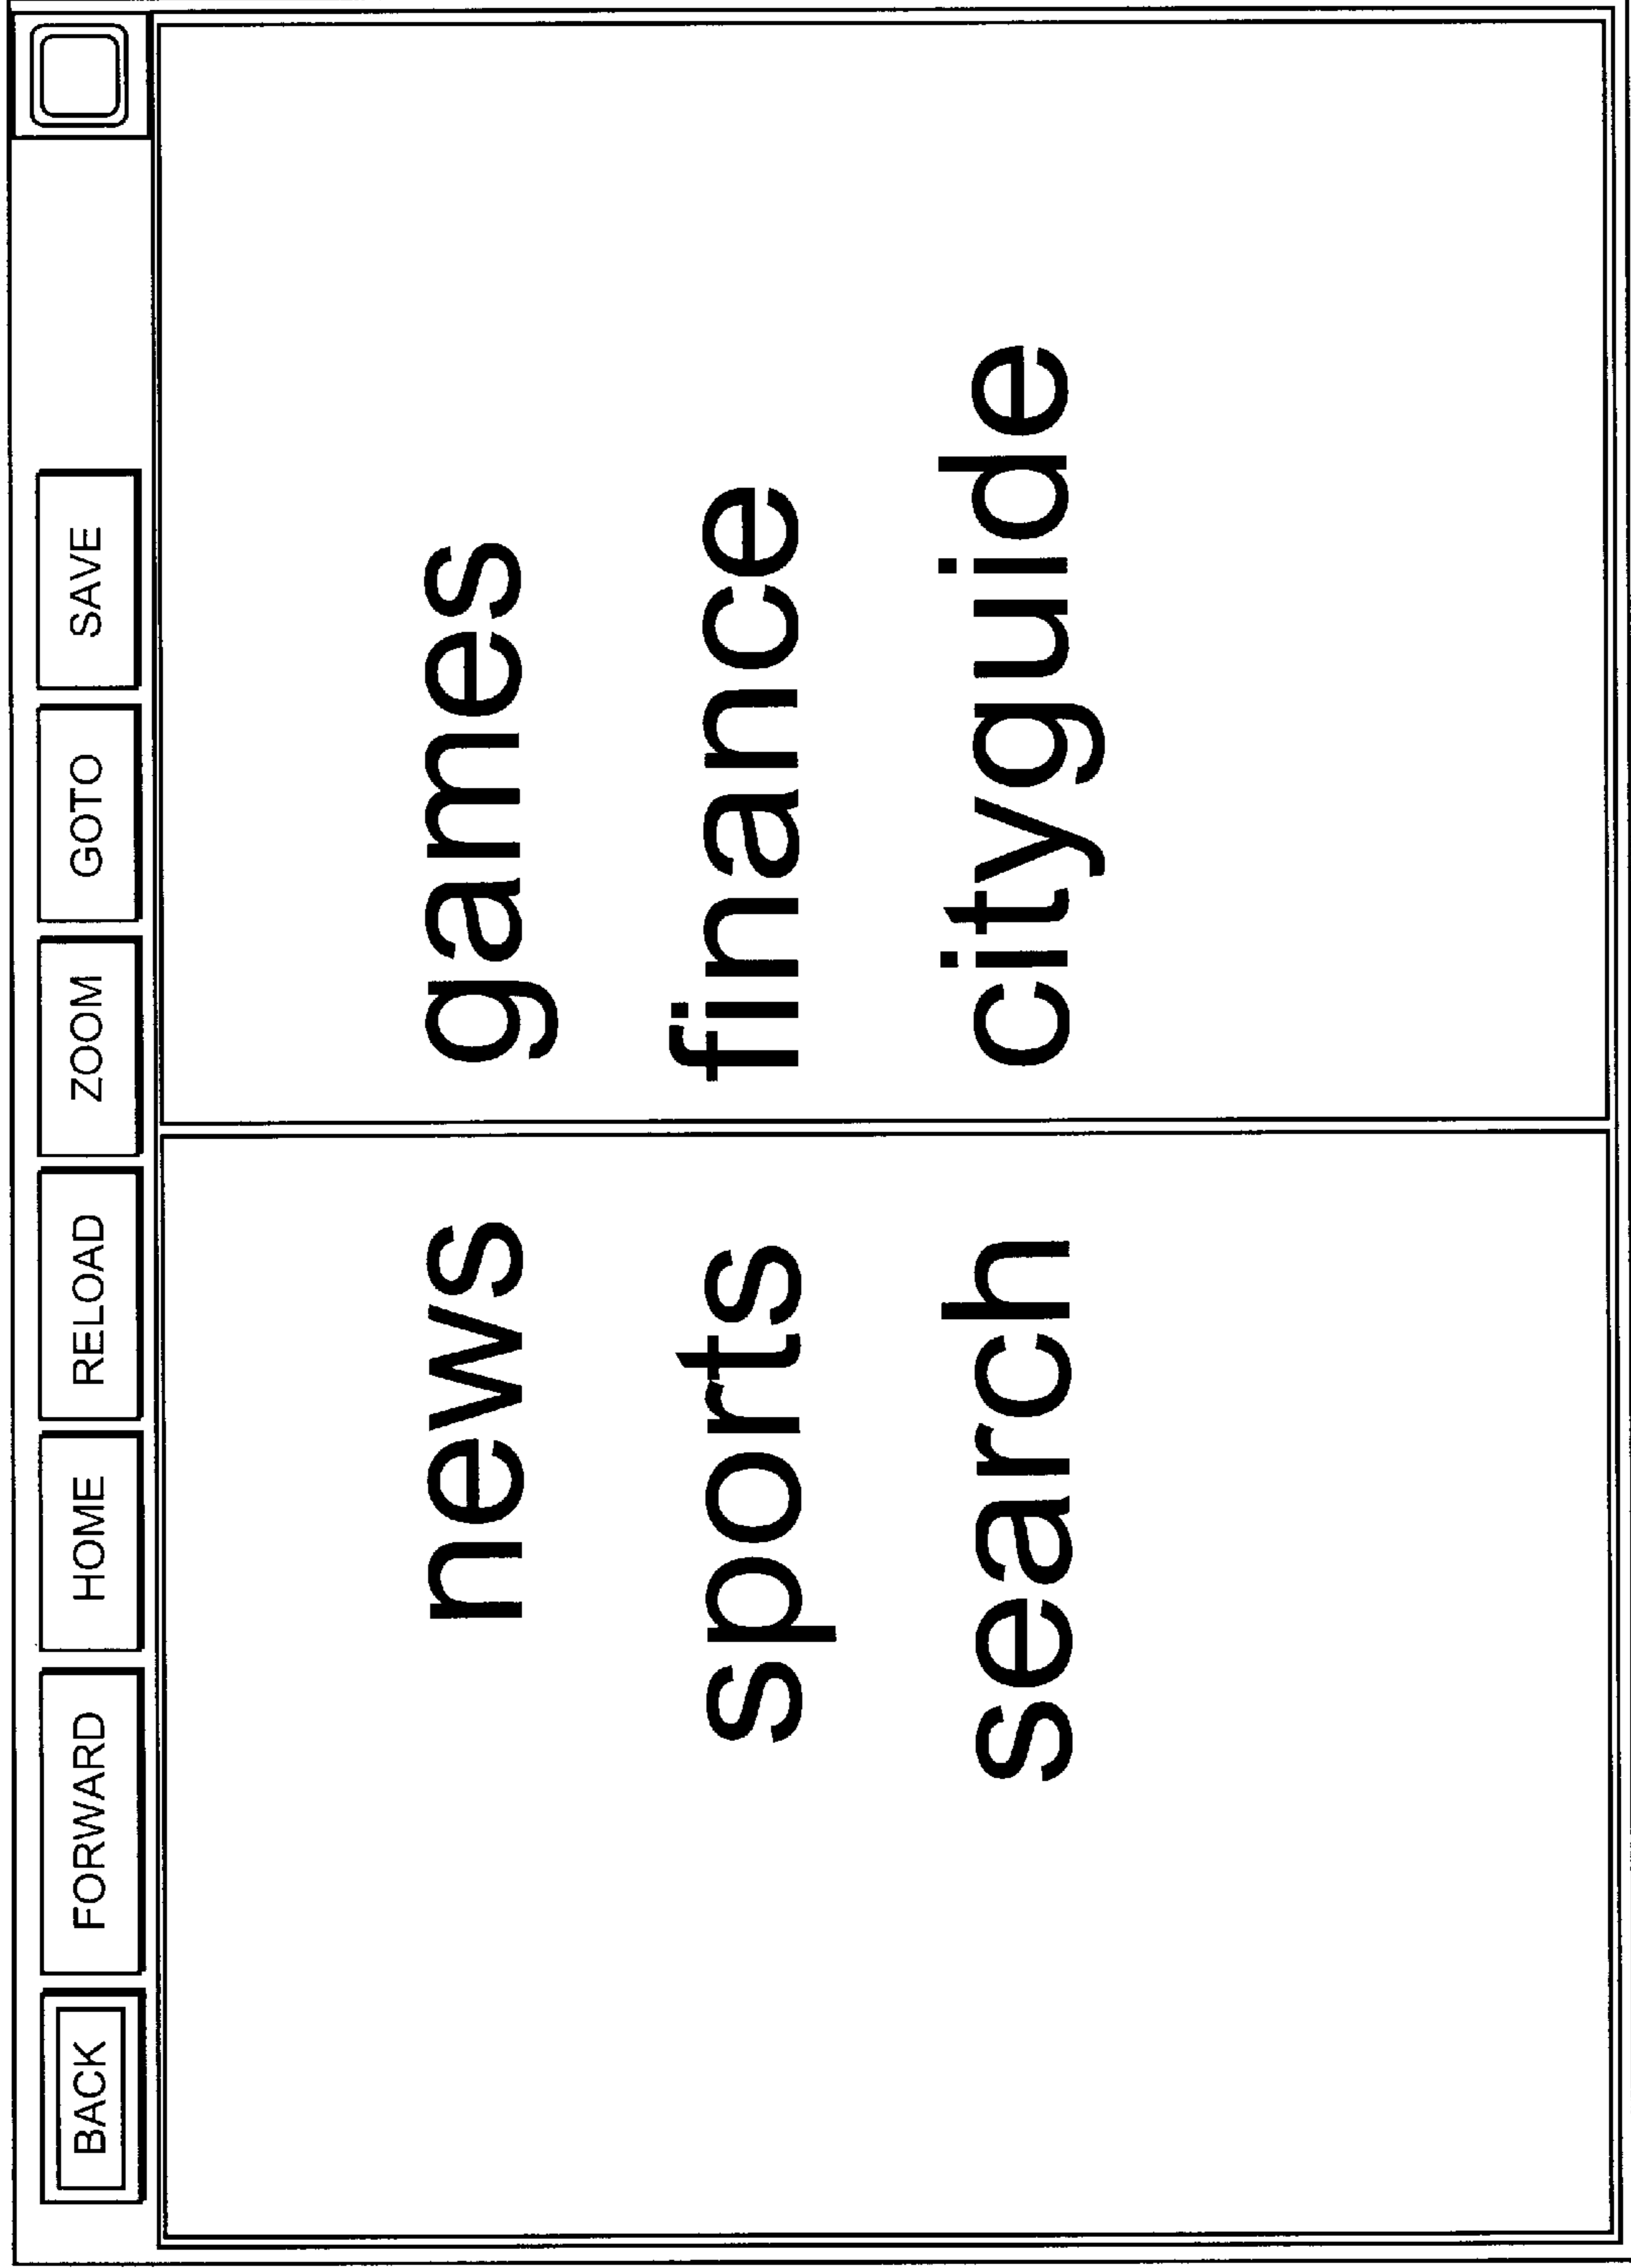 BACK FORWARD HOME RELOAD ZOOM GOTO SAVE
news games
sports finance
search cityguide